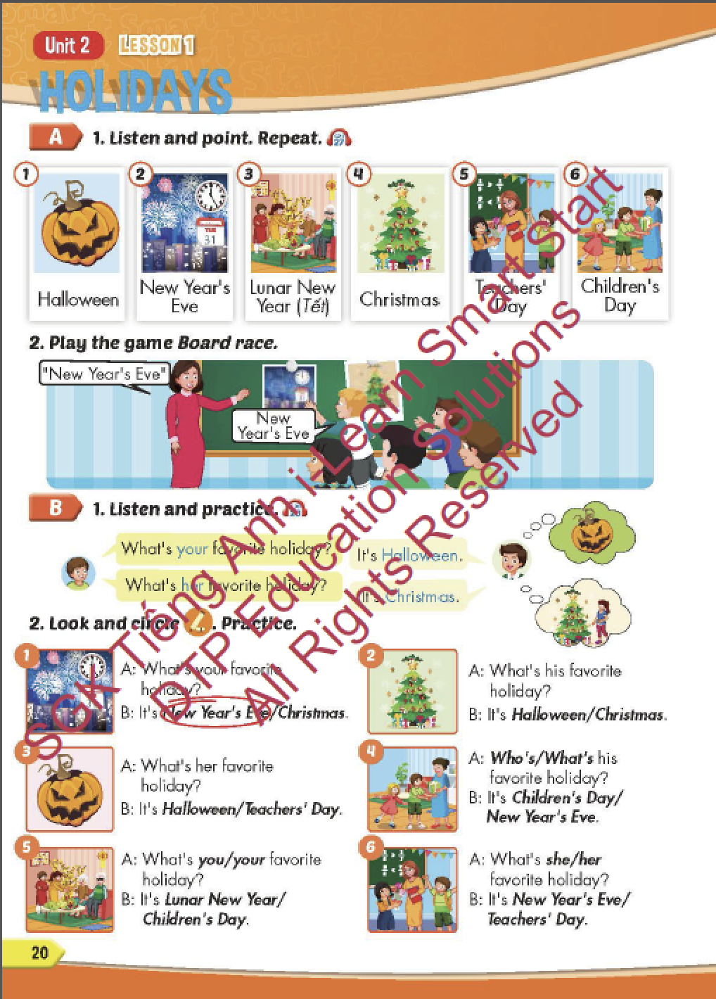 Unit 2 LESSON 1
HOLIDAYS
A 1. Listen and point. Repeat.
1
2
3
4
5
6
TUE
31
Halloween
New Year's
Eve
Lunar New
Year (Tết)
Christmas
Teachers'
Day
Children's
Day
2. Play the game Board race.
"New Year's Eve"
New
Year's Eve
B 1. Listen and practice.
What's your favorite holiday?
It's Halloween.
What's her favorite holiday?
It's Christmas.
2. Look and circle. Practice.
1
A: What's your favorite
holiday?
B: It's New Year's Eve/Christmas.
2
A: What's his favorite
holiday?
B: It's Halloween/Christmas.
3
A: What's her favorite
holiday?
B: It's Halloween/Teachers' Day.
4
A: Who's/What's his
favorite holiday?
B: It's Children's Day/
New Year's Eve.
5
A: What's you/your favorite
holiday?
B: It's Lunar New Year/
Children's Day.
6
A: What's she/her
favorite holiday?
B: It's New Year's Eve/
Teachers' Day.
20
SGK Tiếng Anh i-Learn Smart Start
DTP Education Solutions
All Rights Reserved